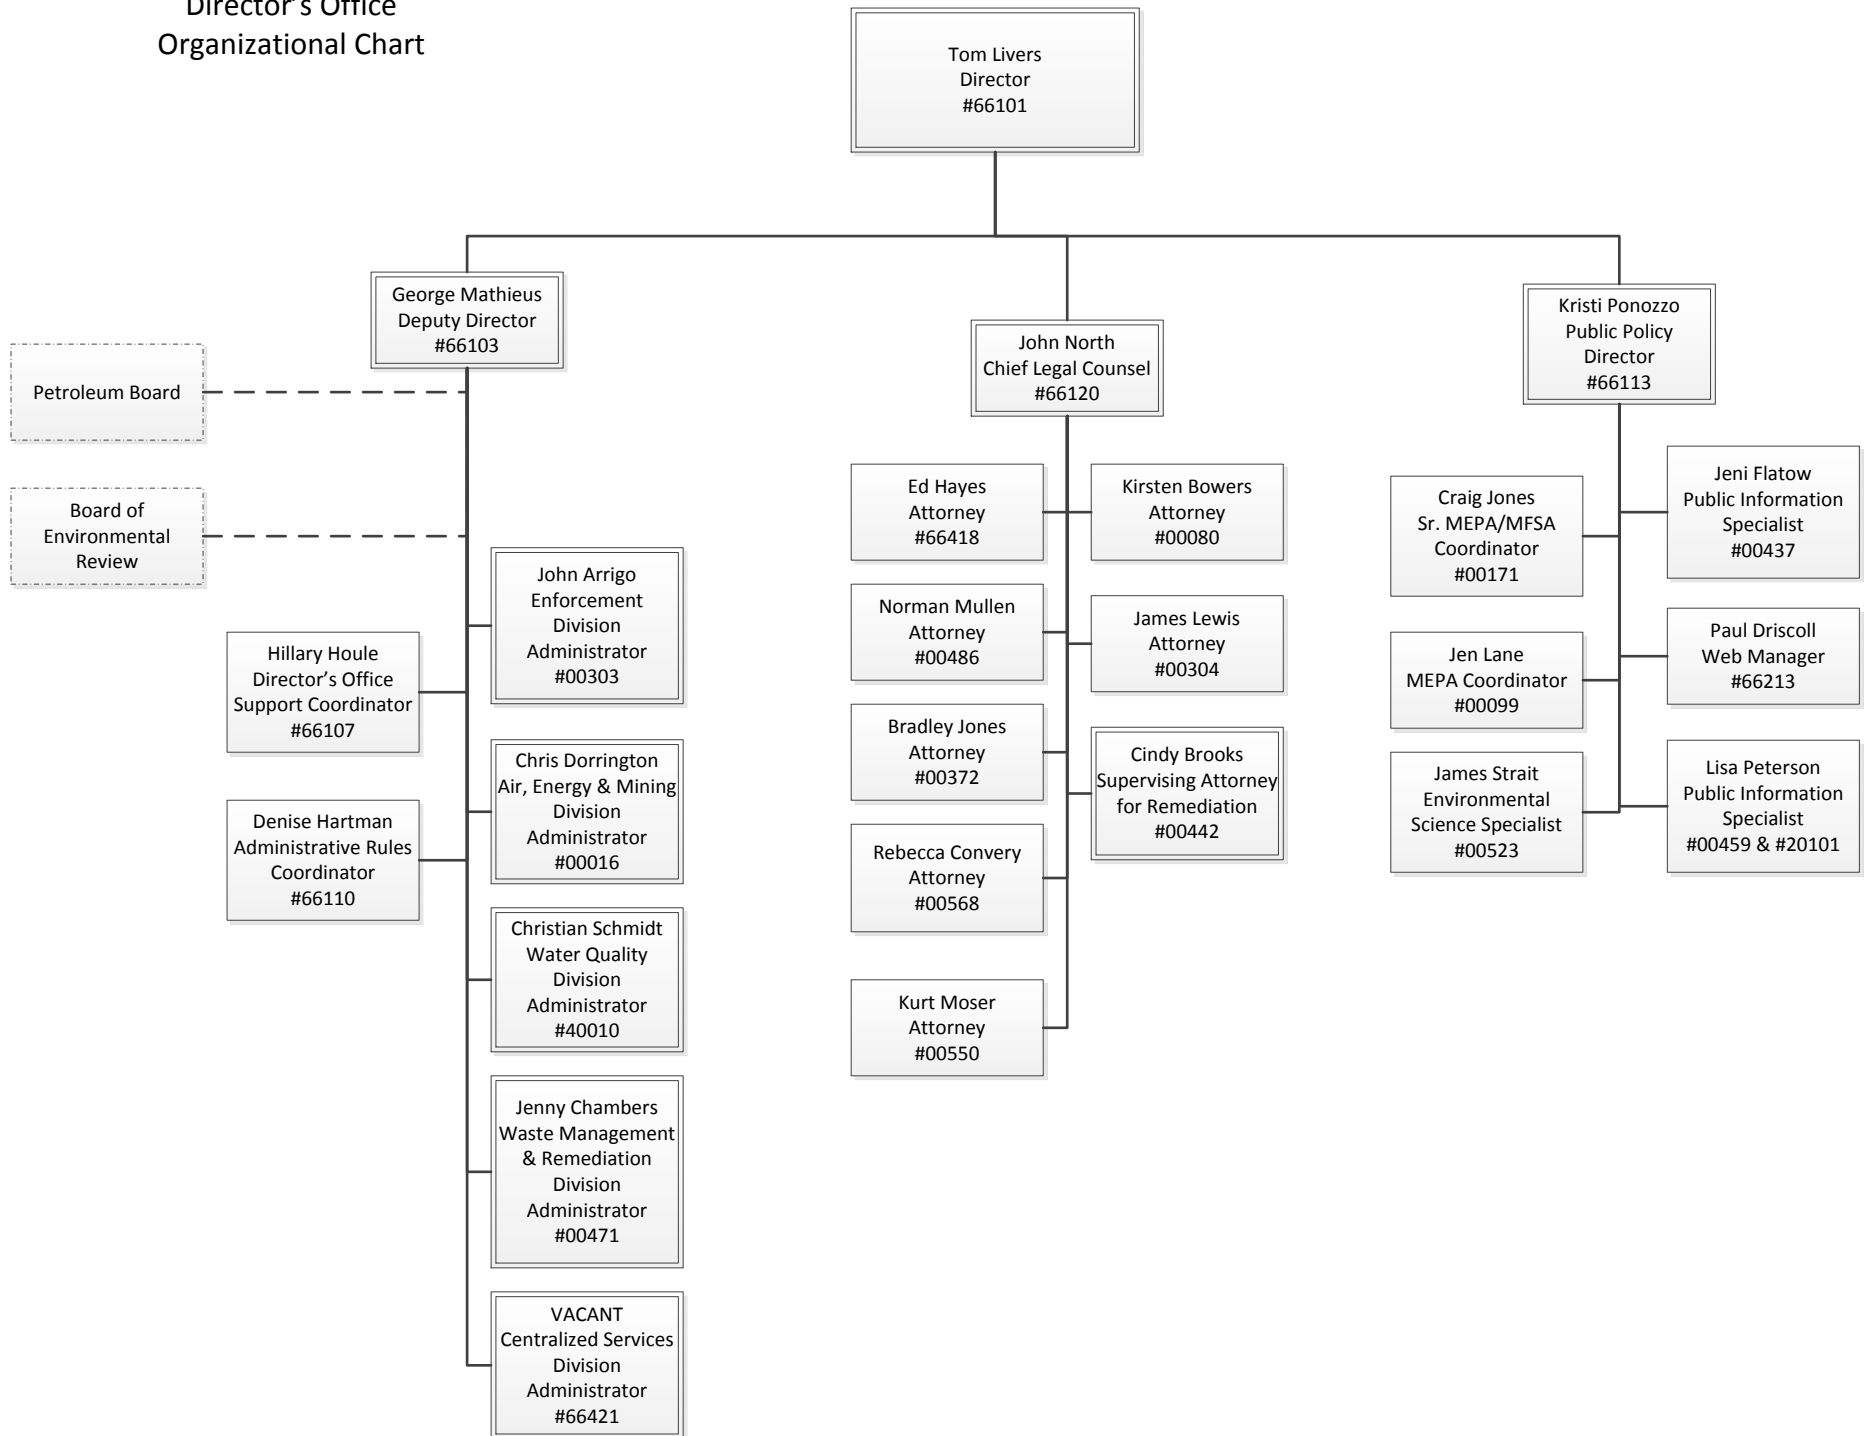 Director's Office
Organizational Chart
Tom Livers
Director
#66101
George Mathieus
Deputy Director
#66103
John North
Chief Legal Counsel
#66120
Kristi Ponozzo
Public Policy
Director
#66113
Petroleum Board
Board of
Environmental
Review
John Arrigo
Enforcement
Division
Administrator
#00303
Hillary Houle
Director's Office
Support Coordinator
#66107
Chris Dorrington
Air, Energy & Mining
Division
Administrator
#00016
Denise Hartman
Administrative Rules
Coordinator
#66110
Christian Schmidt
Water Quality
Division
Administrator
#40010
Jenny Chambers
Waste Management
& Remediation
Division
Administrator
#00471
VACANT
Centralized Services
Division
Administrator
#66421
Ed Hayes
Attorney
#66418
Kirsten Bowers
Attorney
#00080
Norman Mullen
Attorney
#00486
James Lewis
Attorney
#00304
Bradley Jones
Attorney
#00372
Cindy Brooks
Supervising Attorney
for Remediation
#00442
Rebecca Convery
Attorney
#00568
Kurt Moser
Attorney
#00550
Craig Jones
Sr. MEPA/MFSA
Coordinator
#00171
Jeni Flatow
Public Information
Specialist
#00437
Jen Lane
MEPA Coordinator
#00099
Paul Driscoll
Web Manager
#66213
James Strait
Environmental
Science Specialist
#00523
Lisa Peterson
Public Information
Specialist
#00459 & #20101